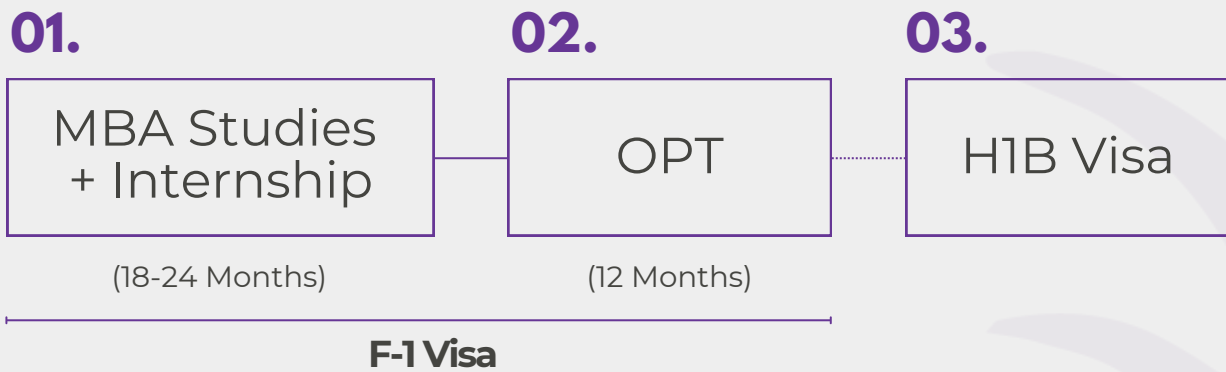 01.
MBA Studies
+ Internship
(18-24 Months)
02.
OPT
(12 Months)
03.
H1B Visa
F-1 Visa